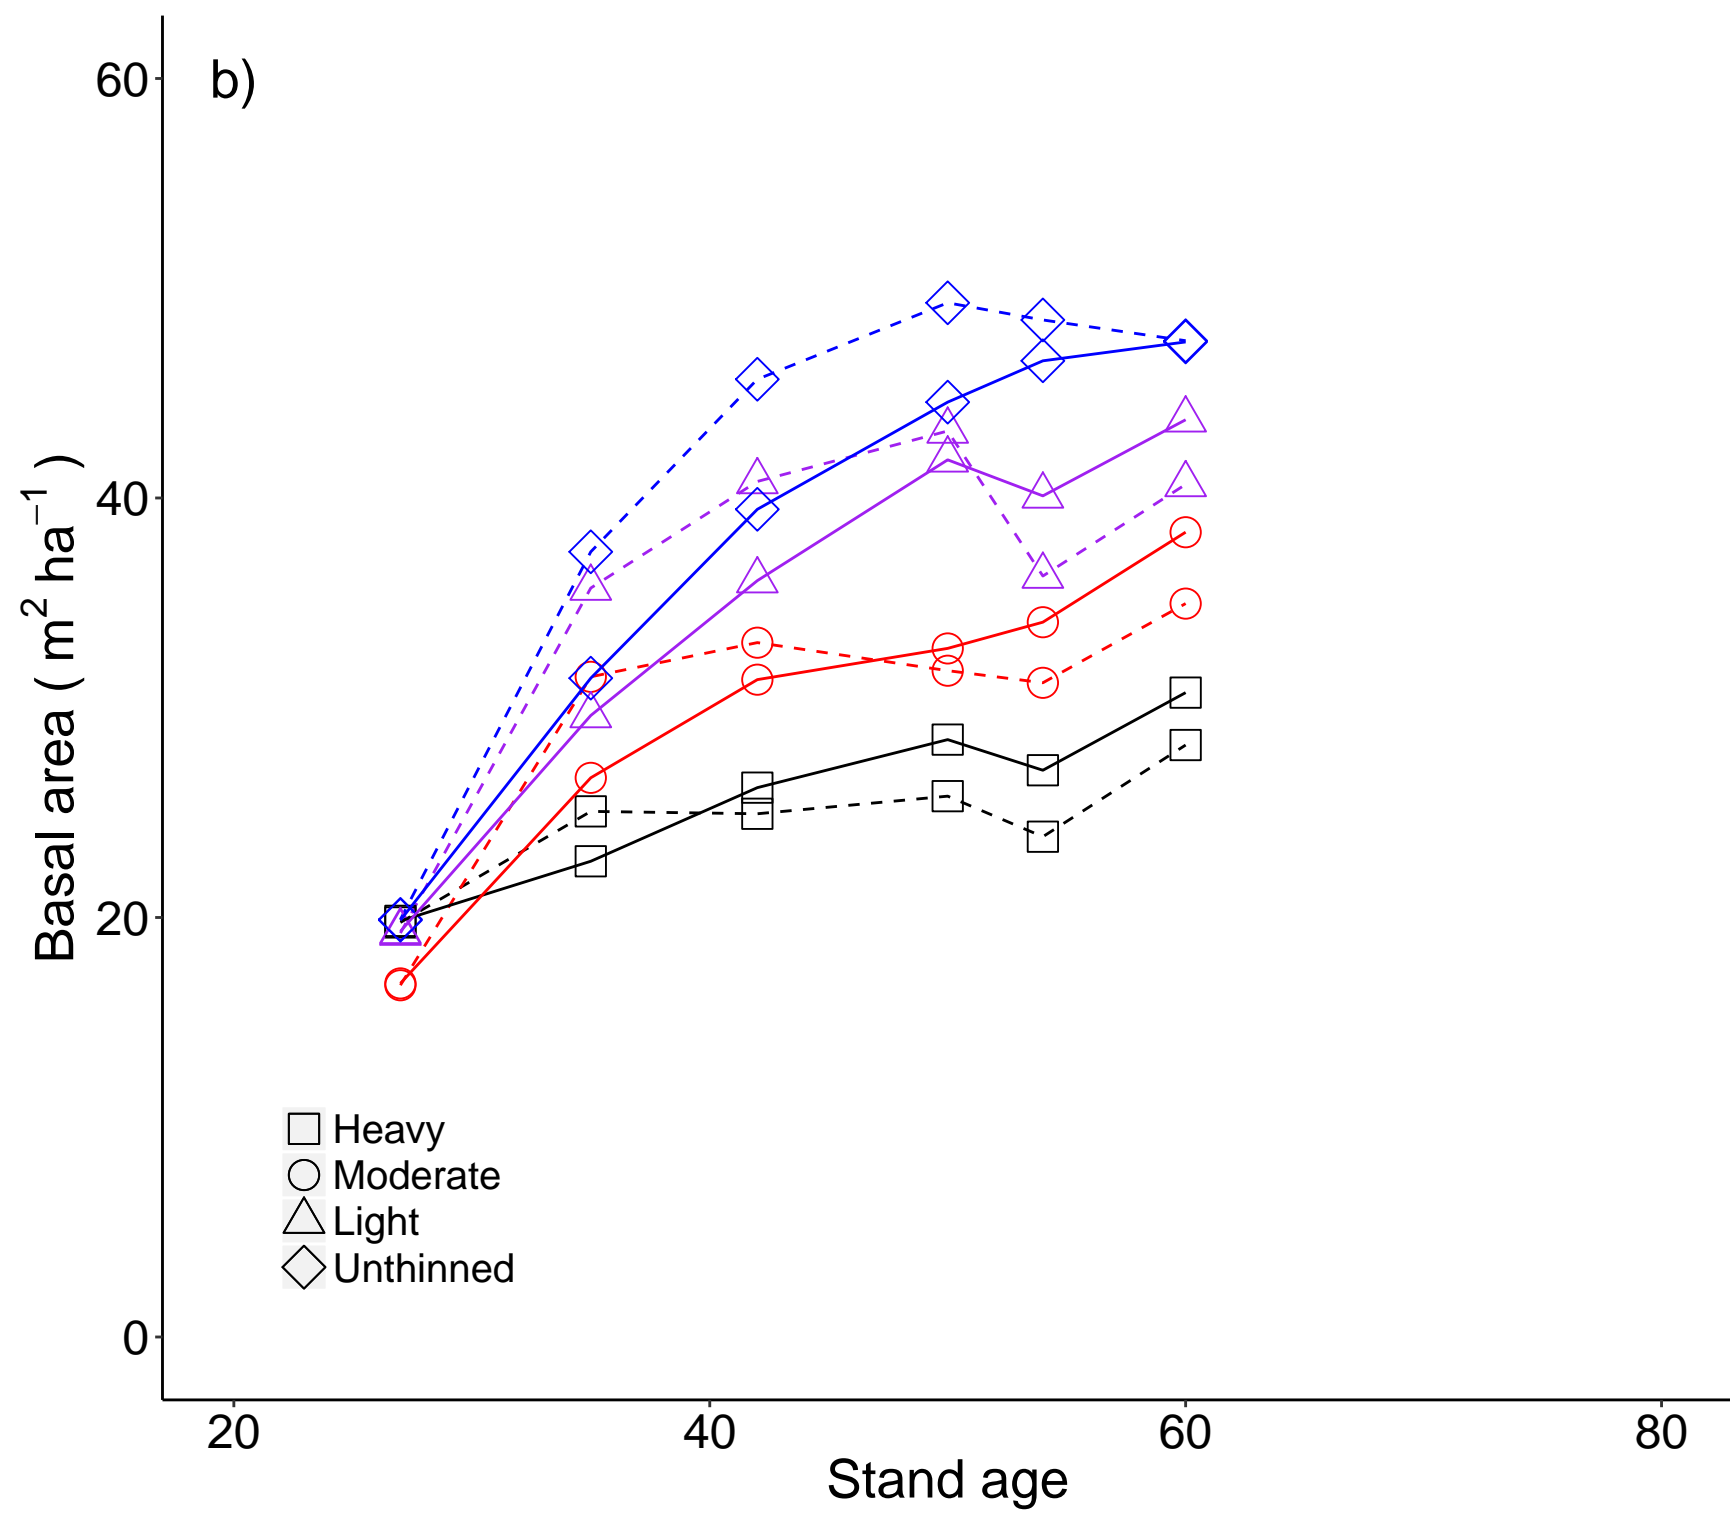 b)
60
40
20
0
Basal area ( m² ha⁻¹ )
Heavy
Moderate
Light
Unthinned
20 40 60 80
Stand age